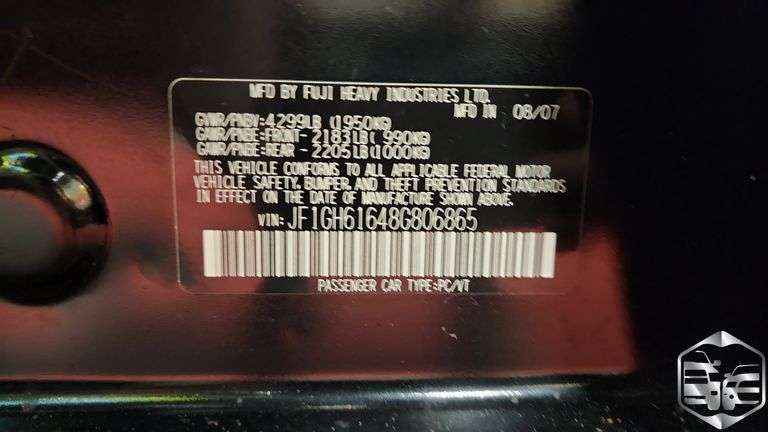 MFD BY FUJI HEAVY INDUSTRIES LTD.
MFD IN 08/07
GVWR/PNBV:4299LB (1950KG)
GAWR/PNBE:FRONT-2183LB( 990KG)
GAWR/PNBE:REAR -2205LB(1000KG)
THIS VEHICLE CONFORMS TO ALL APPLICABLE FEDERAL MOTOR
VEHICLE SAFETY, BUMPER, AND THEFT PREVENTION STANDARDS
IN EFFECT ON THE DATE OF MANUFACTURE SHOWN ABOVE.
VIN:JF1GH61648G806865
PASSENGER CAR TYPE:PC/VT